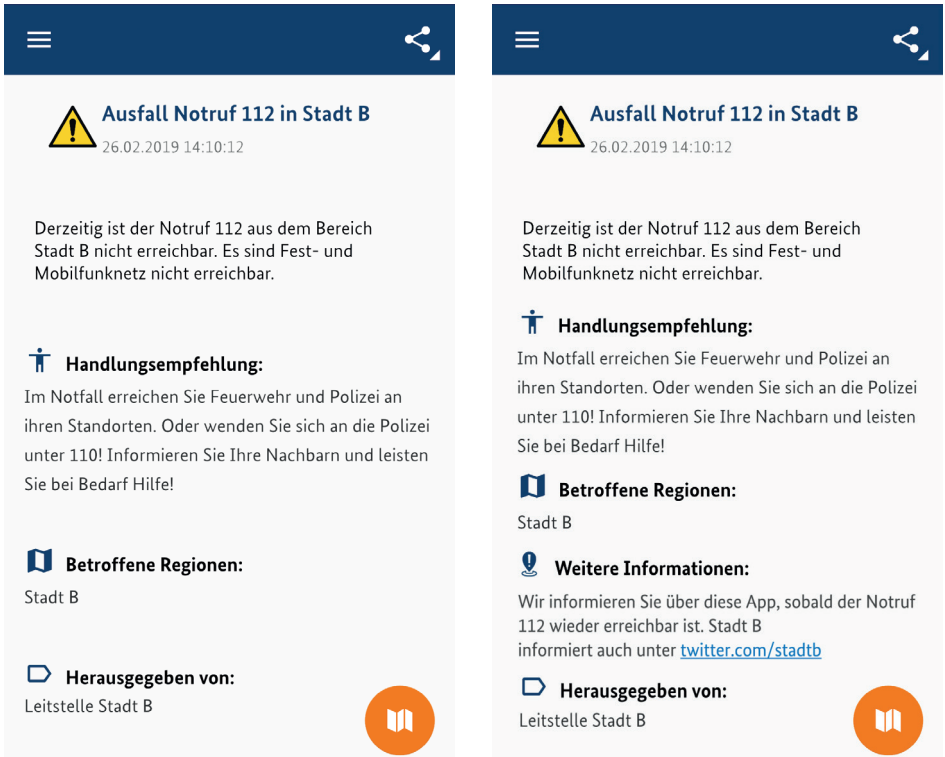 Ausfall Notruf 112 in Stadt B
26.02.2019 14:10:12
Derzeitig ist der Notruf 112 aus dem Bereich
Stadt B nicht erreichbar. Es sind Fest- und
Mobilfunknetz nicht erreichbar.
Handlungsempfehlung:
Im Notfall erreichen Sie Feuerwehr und Polizei an
ihren Standorten. Oder wenden Sie sich an die Polizei
unter 110! Informieren Sie Ihre Nachbarn und leisten
Sie bei Bedarf Hilfe!
Betroffene Regionen:
Stadt B
Herausgegeben von:
Leitstelle Stadt B
Ausfall Notruf 112 in Stadt B
26.02.2019 14:10:12
Derzeitig ist der Notruf 112 aus dem Bereich
Stadt B nicht erreichbar. Es sind Fest- und
Mobilfunknetz nicht erreichbar.
Handlungsempfehlung:
Im Notfall erreichen Sie Feuerwehr und Polizei an
ihren Standorten. Oder wenden Sie sich an die Polizei
unter 110! Informieren Sie Ihre Nachbarn und leisten
Sie bei Bedarf Hilfe!
Betroffene Regionen:
Stadt B
Weitere Informationen:
Wir informieren Sie über diese App, sobald der Notruf
112 wieder erreichbar ist. Stadt B
informiert auch unter twitter.com/stadtb
Herausgegeben von:
Leitstelle Stadt B